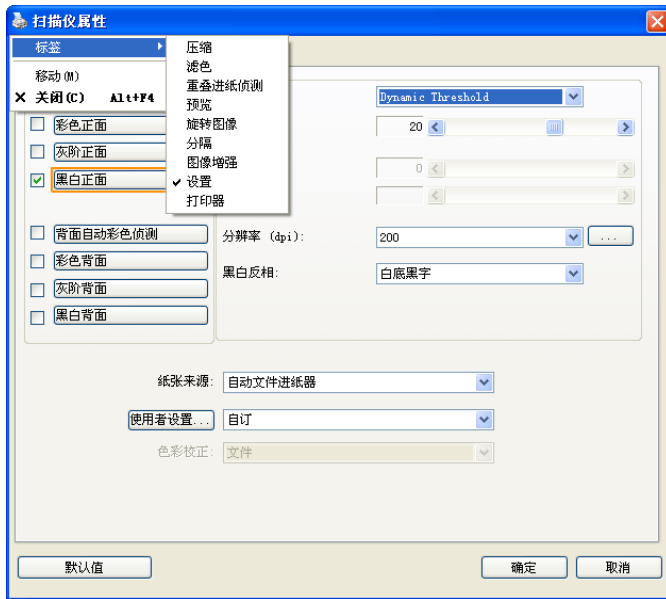 扫描仪属性
标签
移动(M)
关闭(C) Alt+F4
压缩
滤色
重叠进纸侦测
预览
旋转图像
分隔
图像增强
设置
打印器
Dynamic Threshold
彩色正面
20
灰阶正面
0
黑白正面
背面自动彩色侦测
分辨率 (dpi):
200
...
彩色背面
黑白反相:
白底黑字
灰阶背面
黑白背面
纸张来源:
自动文件进纸器
使用者设置...
自订
色彩校正:
文件
默认值
确定
取消